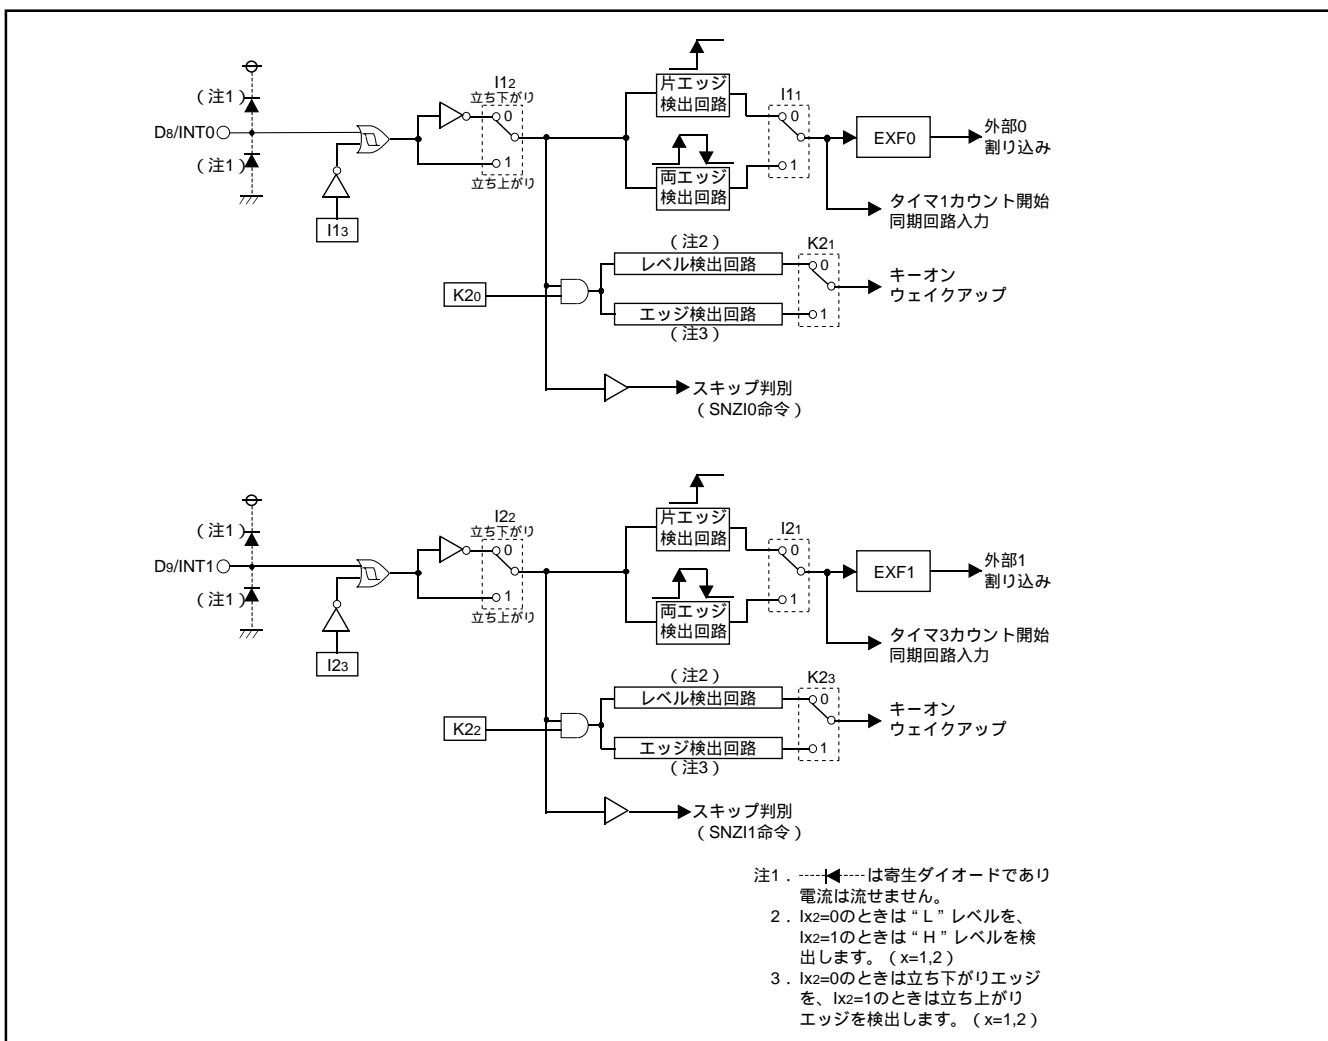 I12
立ち下がり
0
1
立ち上がり
（注1）
D8/INT0
（注1）
I13
片エッジ
検出回路
両エッジ
検出回路
I11
0
1
EXF0
外部0
割り込み
タイマ1カウント開始
同期回路入力
（注2）
レベル検出回路
K20
エッジ検出回路
（注3）
K21
0
1
キーオン
ウェイクアップ
スキップ判別
（SNZI0命令）
I22
立ち下がり
0
1
立ち上がり
（注1）
D9/INT1
（注1）
I23
片エッジ
検出回路
両エッジ
検出回路
I21
0
1
EXF1
外部1
割り込み
タイマ3カウント開始
同期回路入力
（注2）
レベル検出回路
K22
エッジ検出回路
（注3）
K23
0
1
キーオン
ウェイクアップ
スキップ判別
（SNZI1命令）
注1．は寄生ダイオードであり
電流は流せません。
2．Ix2=0のときは“L”レベルを、
Ix2=1のときは“H”レベルを検
出します。（x=1,2）
3．Ix2=0のときは立ち下がりエッジ
を、Ix2=1のときは立ち上がり
エッジを検出します。（x=1,2）